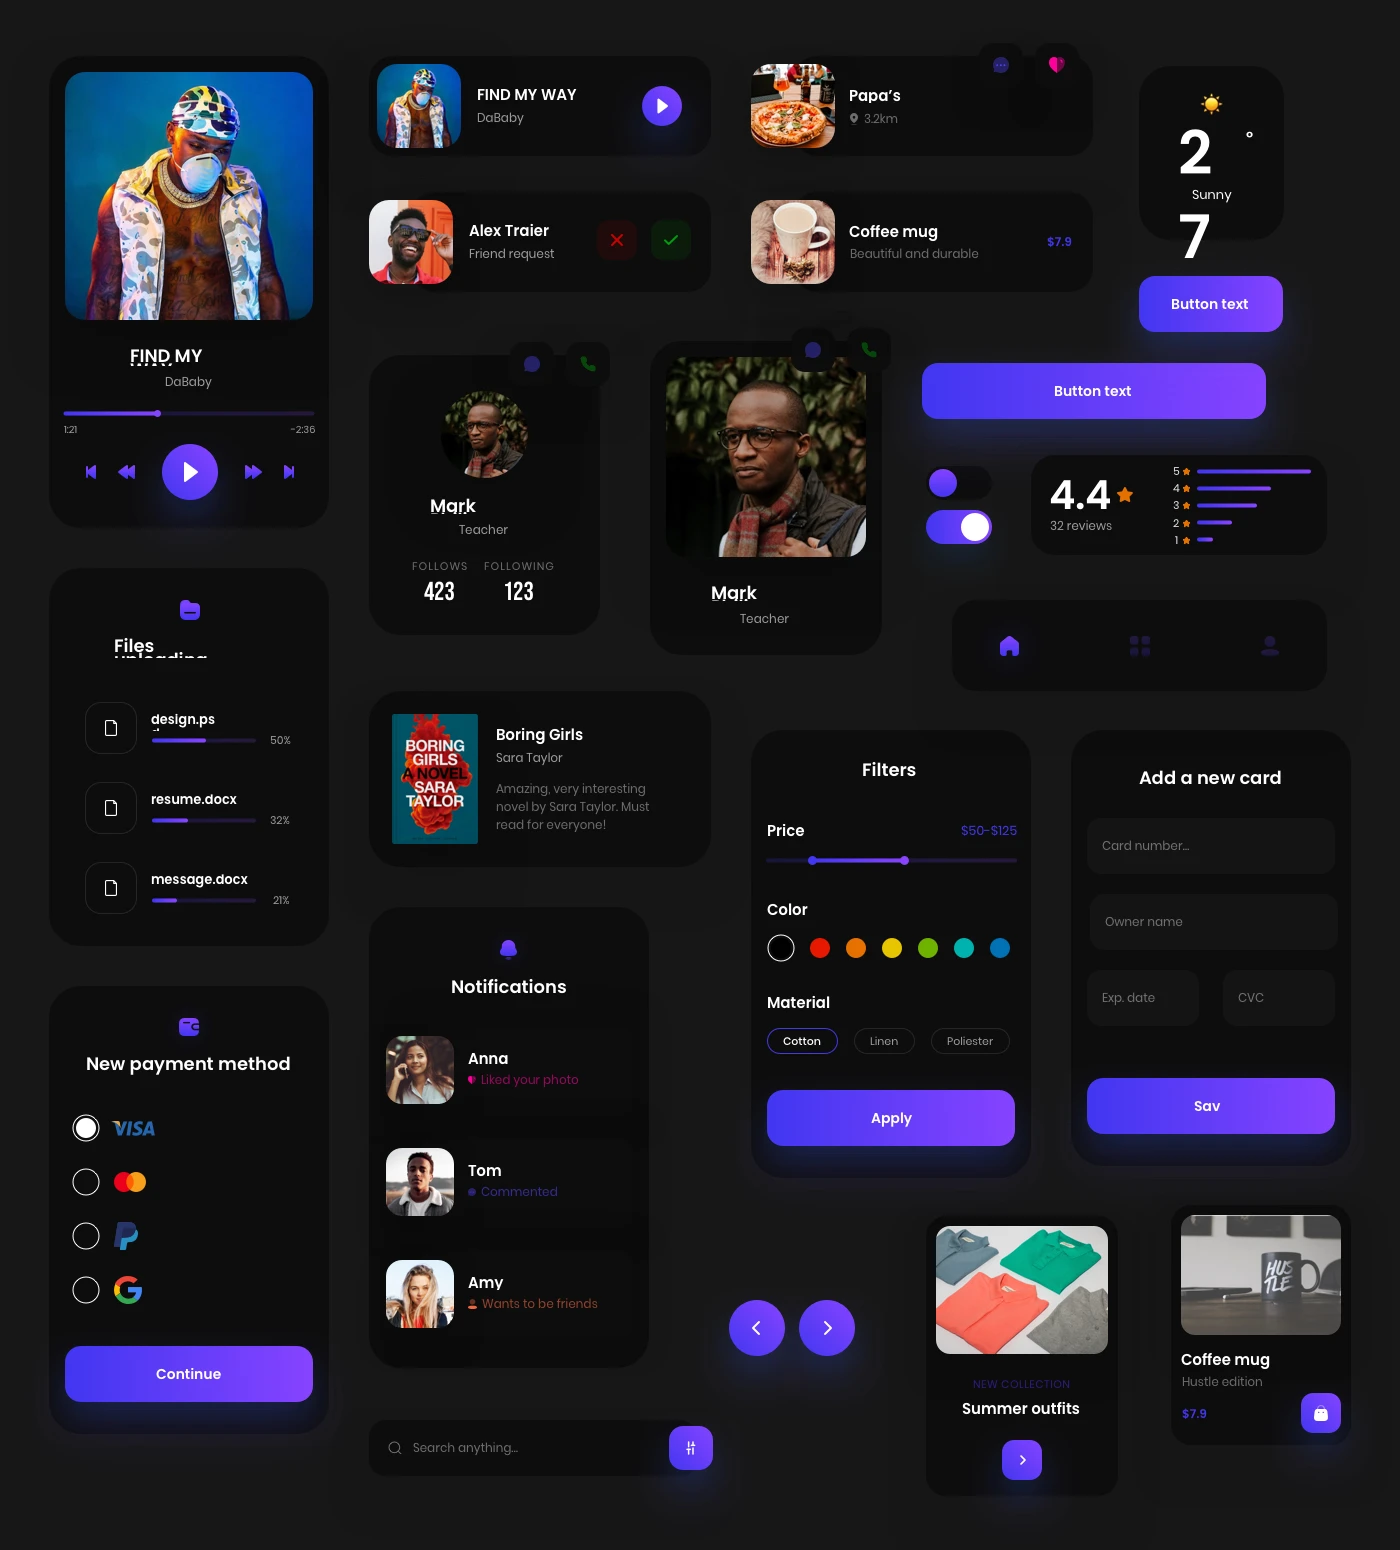 FIND MY
DaBaby
1:21
-2:36
FIND MY WAY
DaBaby
Papa's
3.2km
2
°
Sunny
7
Alex Traier
Friend request
Coffee mug
Beautiful and durable
$7.9
Button text
Button text
Mark
Teacher
FOLLOWS
FOLLOWING
423
123
Mark
Teacher
4.4
32 reviews
5
4
3
2
1
Files
uploading
design.ps
50%
resume.docx
32%
message.docx
21%
BORING
GIRLS
A NOVEL
SARA
TAYLOR
Boring Girls
Sara Taylor
Amazing, very interesting
novel by Sara Taylor. Must
read for everyone!
Filters
Price
$50-$125
Color
Material
Cotton
Linen
Poliester
Apply
Add a new card
Card number...
Owner name
Exp. date
CVC
Sav
Notifications
Anna
Liked your photo
Tom
Commented
Amy
Wants to be friends
New payment method
VISA
Continue
Search anything...
NEW COLLECTION
Summer outfits
HUS
TLE
Coffee mug
Hustle edition
$7.9